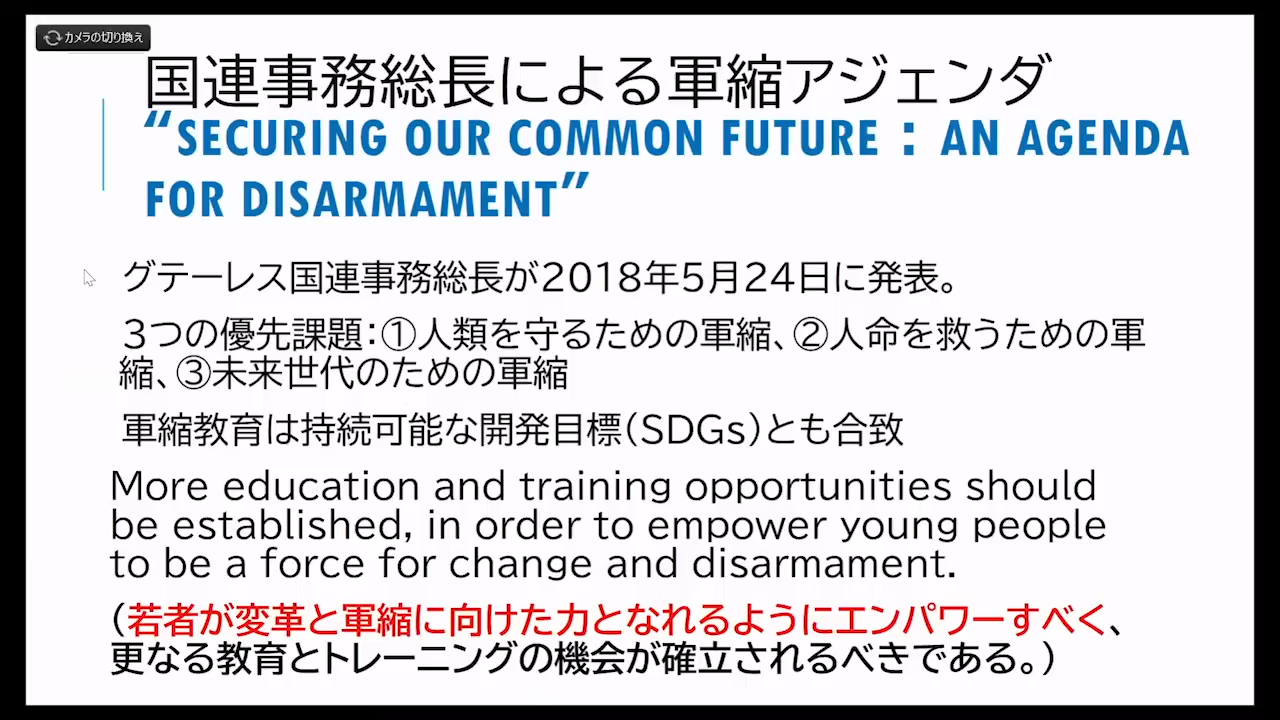 カメラの切り換え
国連事務総長による軍縮アジェンダ
“SECURING OUR COMMON FUTURE：AN AGENDA
FOR DISARMAMENT”
グテーレス国連事務総長が2018年5月24日に発表。
3つの優先課題：①人類を守るための軍縮、②人命を救うための軍
縮、③未来世代のための軍縮
軍縮教育は持続可能な開発目標（SDGs）とも合致
More education and training opportunities should
be established, in order to empower young people
to be a force for change and disarmament.
（若者が変革と軍縮に向けた力となれるようにエンパワーすべく、
更なる教育とトレーニングの機会が確立されるべきである。）